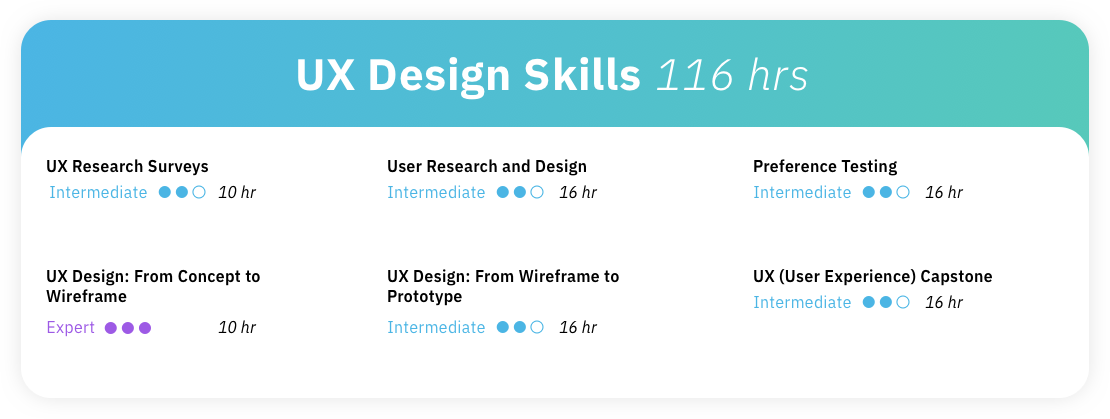 UX Design Skills 116 hrs
UX Research Surveys
Intermediate 10 hr
User Research and Design
Intermediate 16 hr
Preference Testing
Intermediate 16 hr
UX Design: From Concept to
Wireframe
Expert 10 hr
UX Design: From Wireframe to
Prototype
Intermediate 16 hr
UX (User Experience) Capstone
Intermediate 16 hr